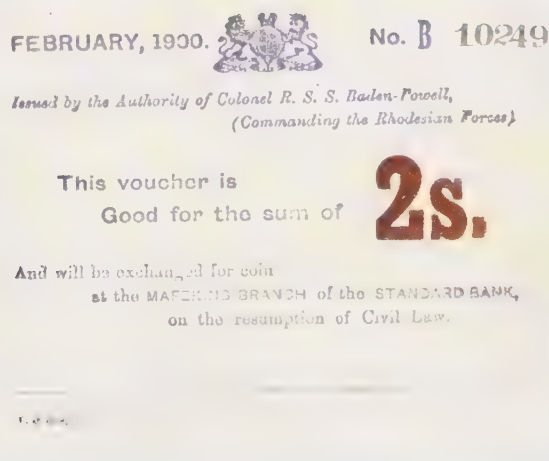 FEBRUARY, 1900. No. B 10249
Issued by the Authority of Colonel R. S. S. Baden-Powell,
(Commanding the Rhodesian Forces)
This voucher is
Good for the sum of 2s.
And will be exchanged for coin
at the MAFEKING BRANCH of the STANDARD BANK,
on the resumption of Civil Law.